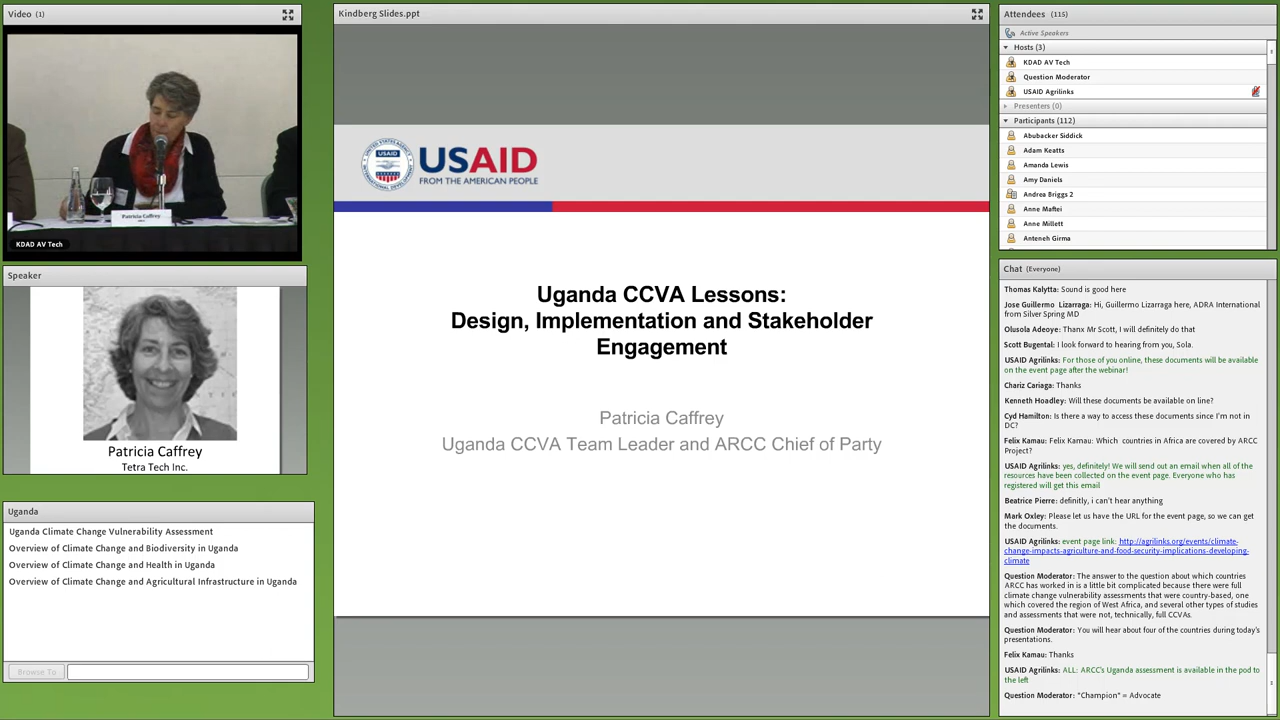 Video (1)
Patricia Caffrey
KDAD AV Tech
Speaker
Patricia Caffrey
Tetra Tech Inc.
Uganda
Uganda Climate Change Vulnerability Assessment
Overview of Climate Change and Biodiversity in Uganda
Overview of Climate Change and Health in Uganda
Overview of Climate Change and Agricultural Infrastructure in Uganda
Browse To
Kindberg Slides.ppt
USAID
USAID
FROM THE AMERICAN PEOPLE
Uganda CCVA Lessons:
Design, Implementation and Stakeholder
Engagement
Patricia Caffrey
Uganda CCVA Team Leader and ARCC Chief of Party
Attendees (115)
Active Speakers
Hosts (3)
KDAD AV Tech
Question Moderator
USAID Agrilinks
Presenters (0)
Participants (112)
Abubacker Siddick
Adam Keatts
Amanda Lewis
Amy Daniels
Andrea Briggs 2
Anne Maftei
Anne Millett
Anteneh Girma
Chat (Everyone)
Thomas Kalytta: Sound is good here
Jose Guillermo Lizarraga: Hi, Guillermo Lizarraga here, ADRA International
from Silver Spring MD
Olusola Adeoye: Thanx Mr Scott, I will definitely do that
Scott Bugental: I look forward to hearing from you, Sola.
USAID Agrilinks: For those of you online, these documents will be available
on the event page after the webinar!
Chariz Cariaga: Thanks
Kenneth Hoadley: Will these documents be available on line?
Cyd Hamilton: Is there a way to access these documents since I'm not in
DC?
Felix Kamau: Felix Kamau: Which countries in Africa are covered by ARCC
Project?
USAID Agrilinks: yes, definitely! We will send out an email when all of the
resources have been collected on the event page. Everyone who has
registered will get this email
Beatrice Pierre: definitly, i can't hear anything
Mark Oxley: Please let us have the URL for the event page, so we can get
the documents.
USAID Agrilinks: event page link: http://agrilinks.org/events/climate-
change-impacts-agriculture-and-food-security-implications-developing-
climate
Question Moderator: The answer to the question about which countries
ARCC has worked in is a little bit complicated because there were full
climate change vulnerability assessments that were country-based, one
which covered the region of West Africa, and several other types of studies
and assessments that were not, technically, full CCVAs.
Question Moderator: You will hear about four of the countries during today's
presentations.
Felix Kamau: Thanks
USAID Agrilinks: ALL: ARCC's Uganda assessment is available in the pod to
the left
Question Moderator: "Champion" = Advocate